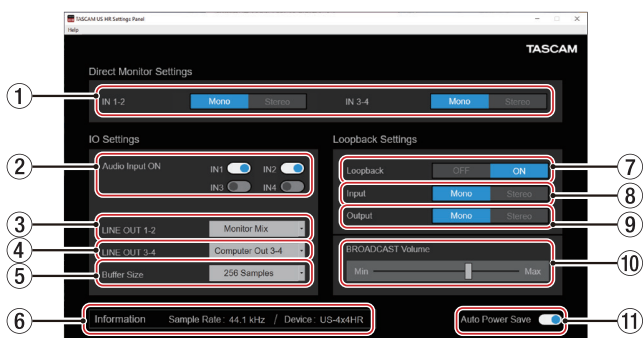 TASCAM US HR Settings Panel
Help
TASCAM
Direct Monitor Settings
1
IN 1-2 Mono Stereo IN 3-4 Mono Stereo
IO Settings
Loopback Settings
2
Audio Input ON IN1 IN2
IN3 IN4
3
LINE OUT 1-2 Monitor Mix
4
LINE OUT 3-4 Computer Out 3-4
5
Buffer Size 256 Samples
Loopback OFF ON
7
Input Mono Stereo
8
Output Mono Stereo
9
BROADCAST Volume
Min Max
10
6
Information Sample Rate : 44.1 kHz / Device : US-4x4HR
Auto Power Save
11